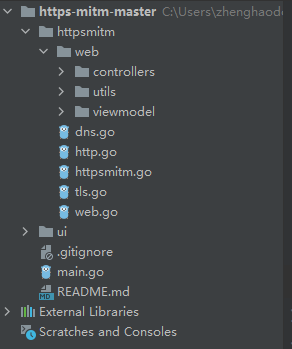 https-mitm-master C:\Users\zhenghaodo
httpsmitm
web
controllers
utils
viewmodel
dns.go
http.go
httpsmitm.go
tls.go
web.go
ui
.gitignore
main.go
README.md
External Libraries
Scratches and Consoles